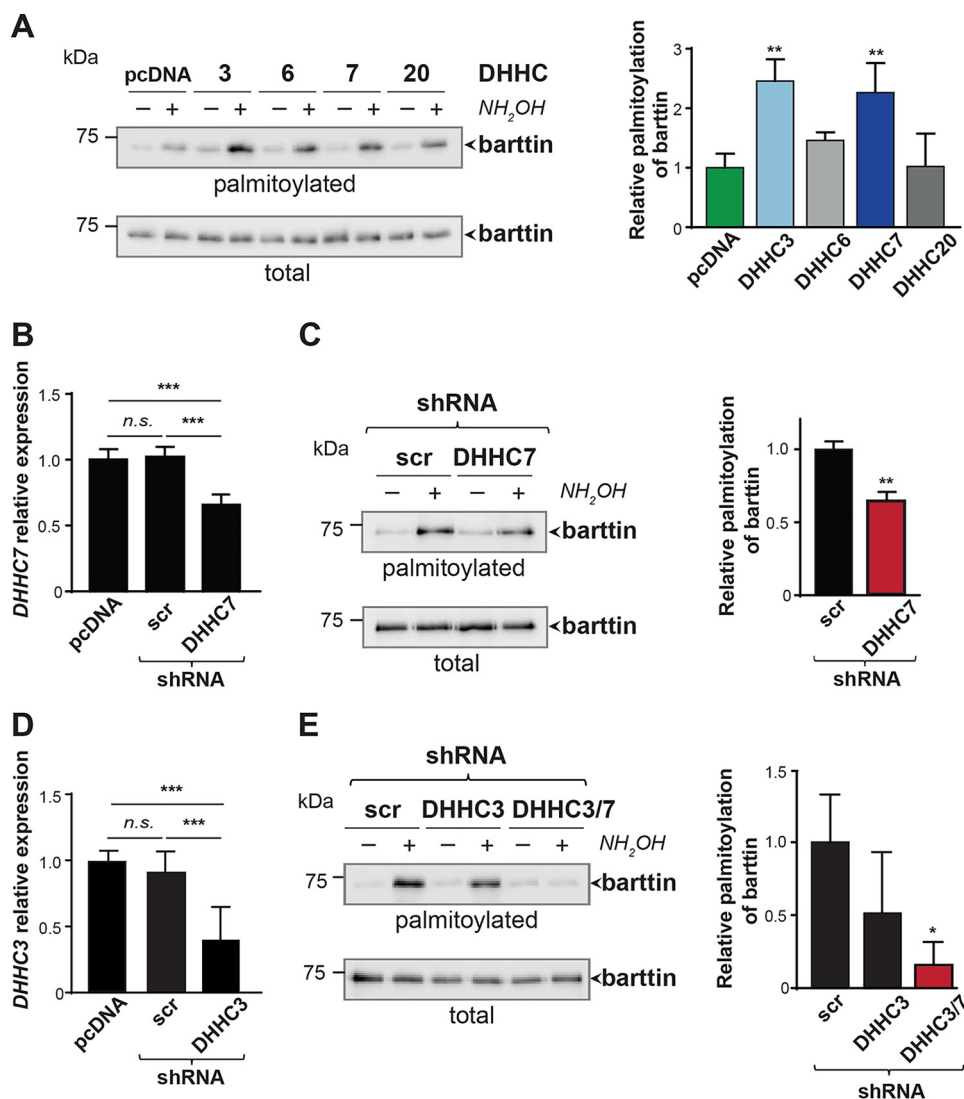 A
kDa
pcDNA 3 6 7 20 DHHC
– + – + – + – + – + NH2OH
75
barttin
palmitoylated
75
barttin
total
Relative palmitoylation
of barttin
3
2
1
0
** **
pcDNA DHHC3 DHHC6 DHHC7 DHHC20
B
DHHC7 relative expression
1.5
1.0
0.5
0
***
n.s. ***
pcDNA scr DHHC7
shRNA
C
shRNA
kDa
scr DHHC7
– + – + NH2OH
75
barttin
palmitoylated
75
barttin
total
Relative palmitoylation
of barttin
1.0
0.5
0
**
scr DHHC7
shRNA
D
DHHC3 relative expression
1.5
1.0
0.5
0
***
n.s. ***
pcDNA scr DHHC3
shRNA
E
shRNA
kDa
scr DHHC3 DHHC3/7
– + – + – + NH2OH
75
barttin
palmitoylated
75
barttin
total
Relative palmitoylation
of barttin
1.5
1.0
0.5
0
*
scr DHHC3 DHHC3/7
shRNA